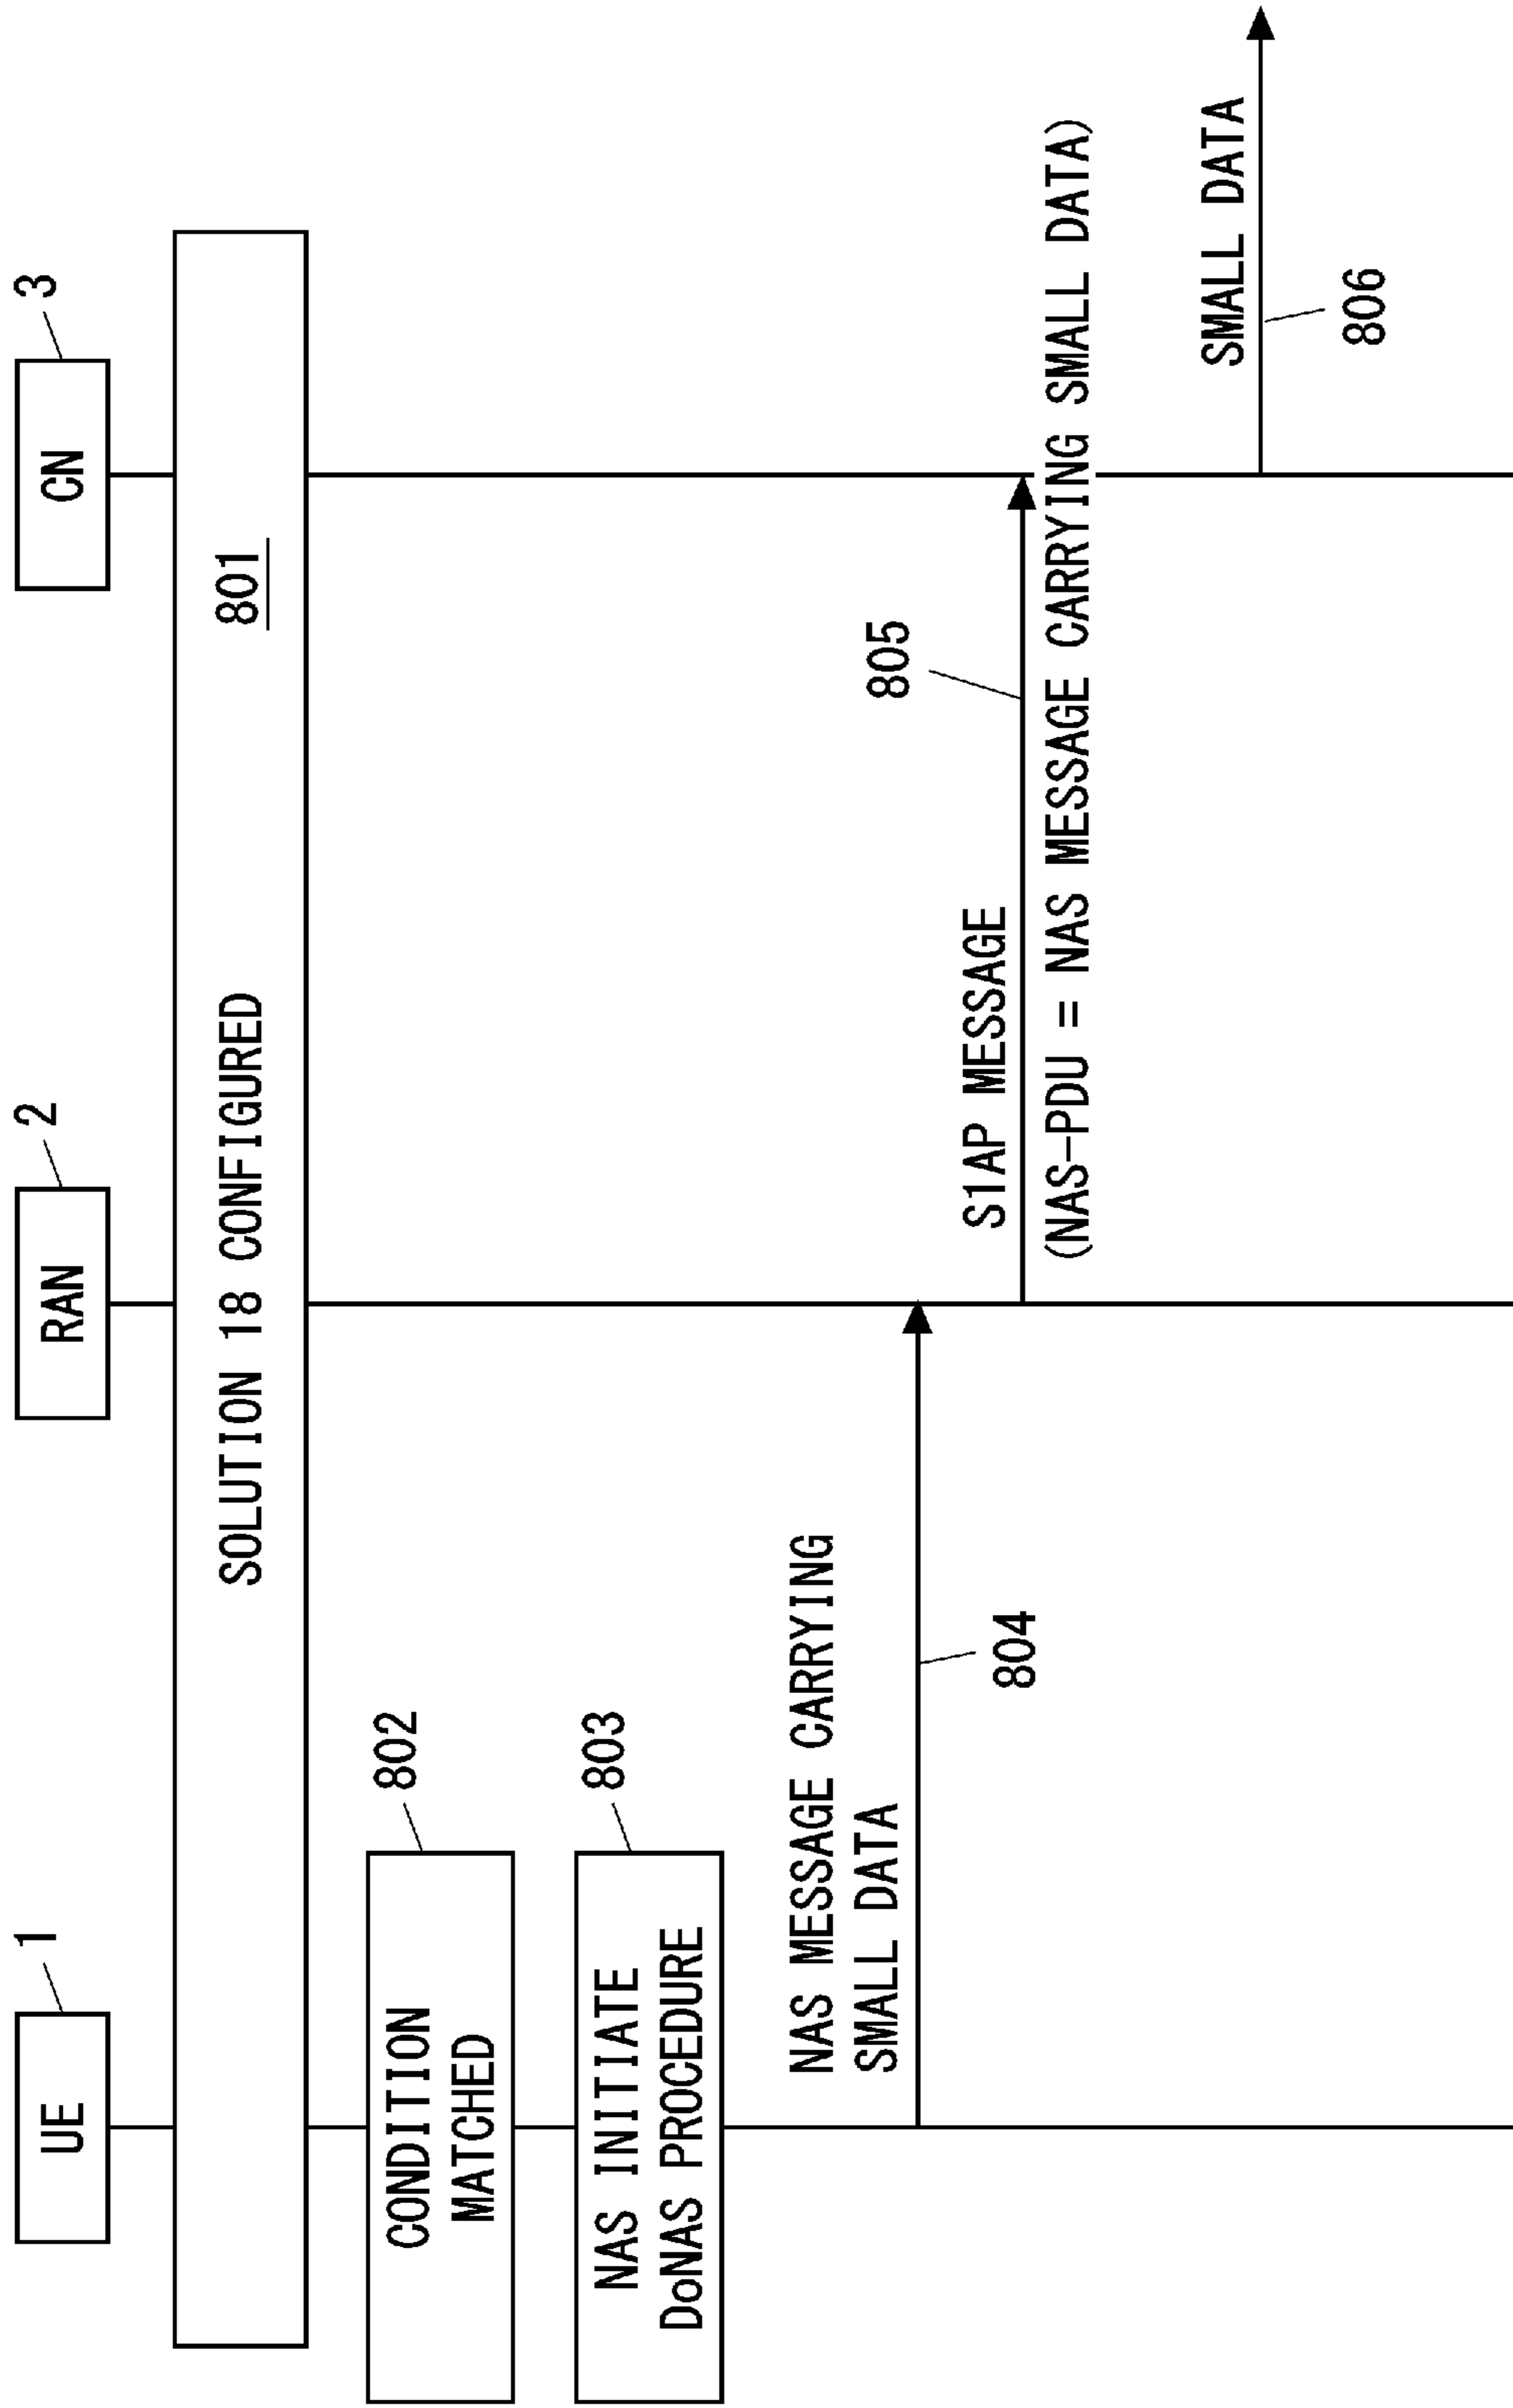 UE
1
RAN
2
CN
3
SOLUTION 18 CONFIGURED
801
CONDITION
MATCHED
802
NAS INITIATE
DoNAS PROCEDURE
803
NAS MESSAGE CARRYING
SMALL DATA
804
S1AP MESSAGE
805
(NAS-PDU = NAS MESSAGE CARRYING SMALL DATA)
SMALL DATA
806